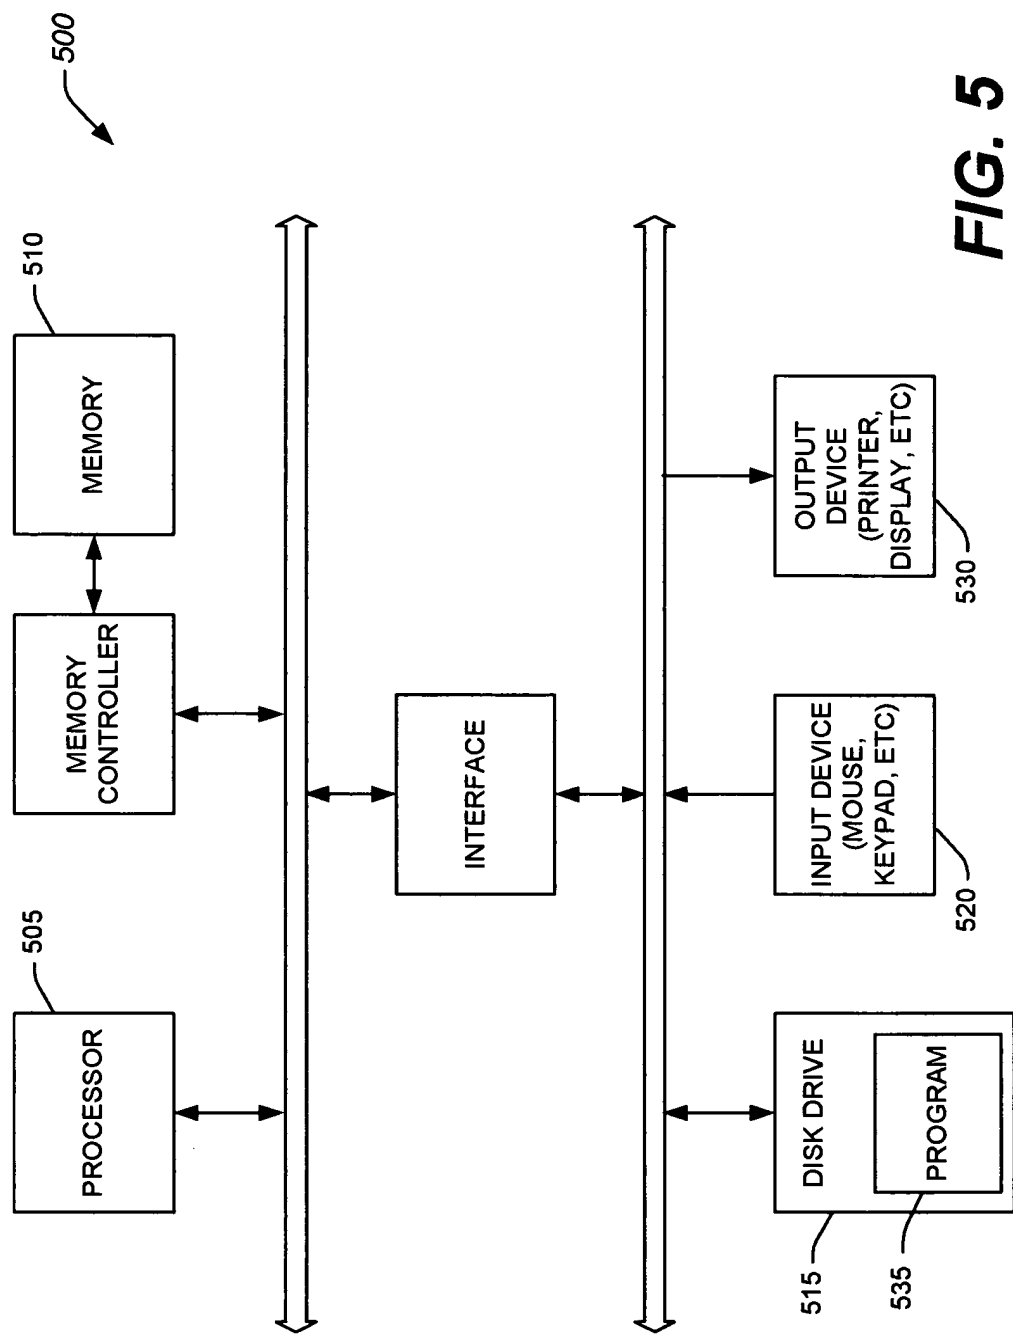 500
505
PROCESSOR
MEMORY
CONTROLLER
510
MEMORY
INTERFACE
DISK DRIVE
PROGRAM
515
535
INPUT DEVICE
(MOUSE,
KEYPAD, ETC)
520
OUTPUT
DEVICE
(PRINTER,
DISPLAY, ETC)
530
FIG. 5